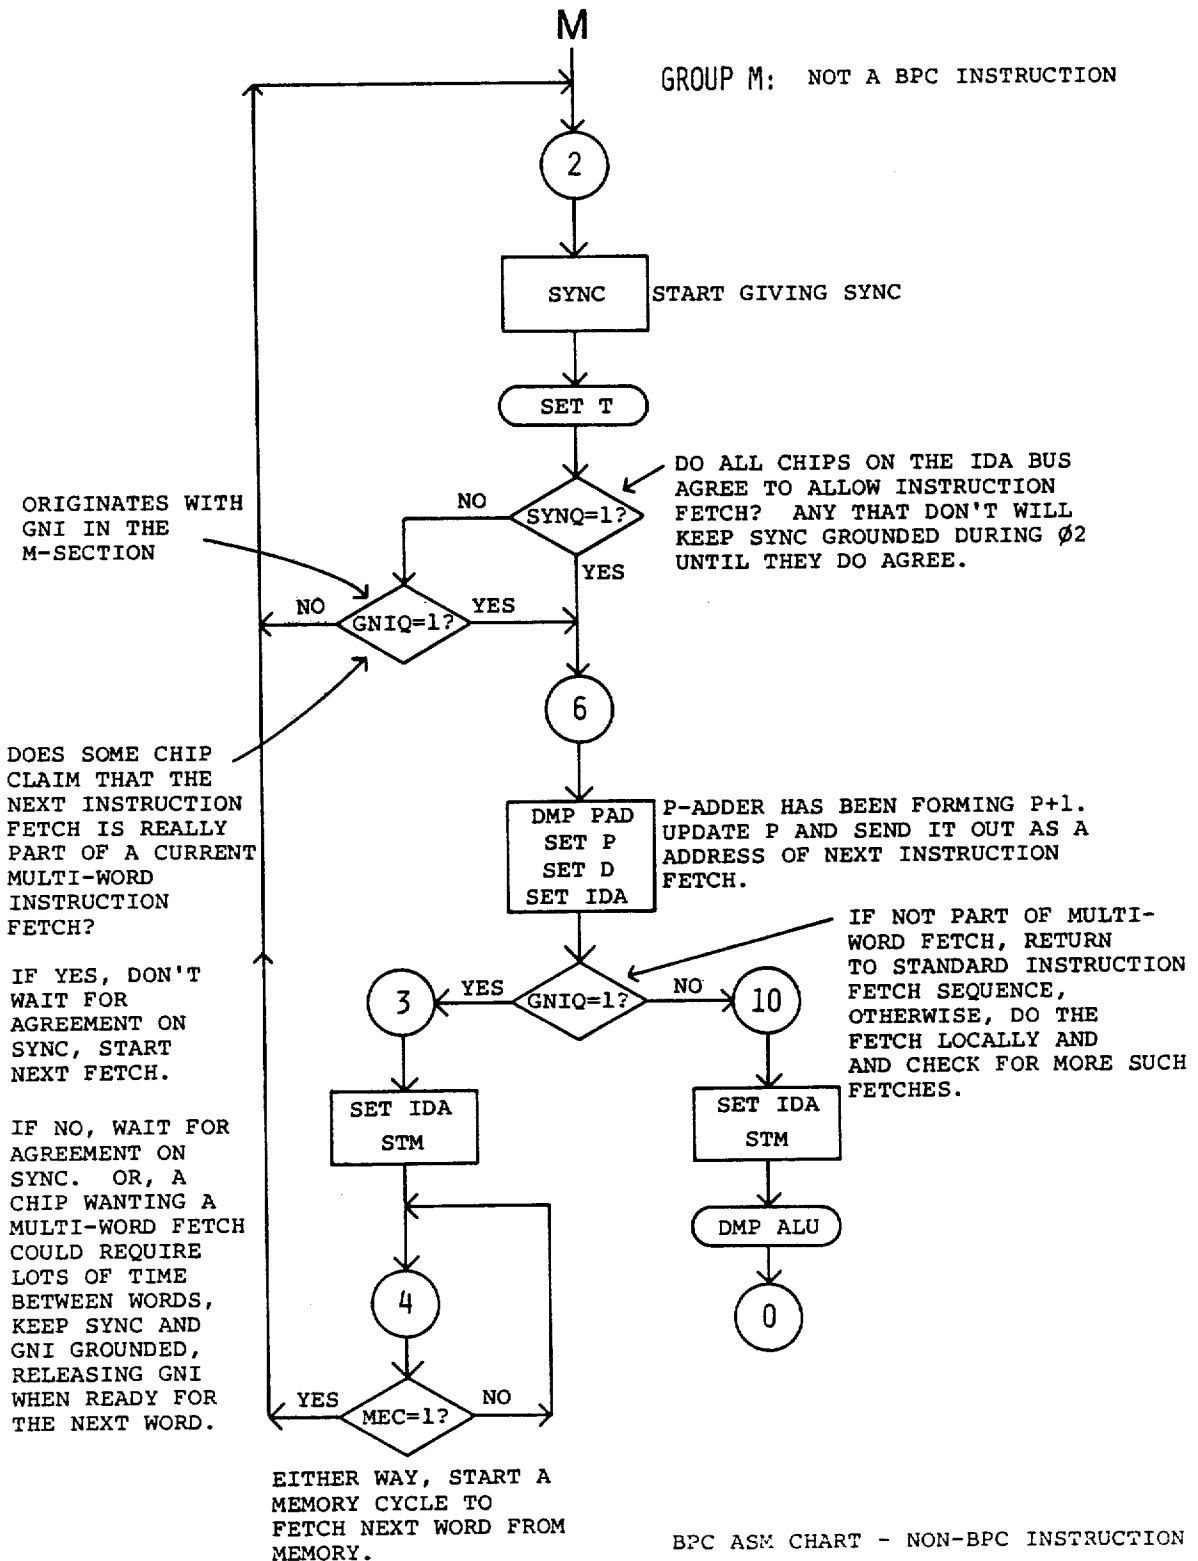 M
GROUP M: NOT A BPC INSTRUCTION
2
SYNC
START GIVING SYNC
SET T
DO ALL CHIPS ON THE IDA BUS
AGREE TO ALLOW INSTRUCTION
FETCH? ANY THAT DON'T WILL
KEEP SYNC GROUNDED DURING Ø2
UNTIL THEY DO AGREE.
SYNQ=1?
NO
YES
ORIGINATES WITH
GNI IN THE
M-SECTION
GNIQ=1?
NO
YES
6
DOES SOME CHIP
CLAIM THAT THE
NEXT INSTRUCTION
FETCH IS REALLY
PART OF A CURRENT
MULTI-WORD
INSTRUCTION
FETCH?
IF YES, DON'T
WAIT FOR
AGREEMENT ON
SYNC, START
NEXT FETCH.
IF NO, WAIT FOR
AGREEMENT ON
SYNC. OR, A
CHIP WANTING A
MULTI-WORD FETCH
COULD REQUIRE
LOTS OF TIME
BETWEEN WORDS,
KEEP SYNC AND
GNI GROUNDED,
RELEASING GNI
WHEN READY FOR
THE NEXT WORD.
DMP PAD
SET P
SET D
SET IDA
P-ADDER HAS BEEN FORMING P+1.
UPDATE P AND SEND IT OUT AS A
ADDRESS OF NEXT INSTRUCTION
FETCH.
IF NOT PART OF MULTI-
WORD FETCH, RETURN
TO STANDARD INSTRUCTION
FETCH SEQUENCE,
OTHERWISE, DO THE
FETCH LOCALLY AND
AND CHECK FOR MORE SUCH
FETCHES.
GNIQ=1?
YES
NO
3
10
SET IDA
STM
SET IDA
STM
DMP ALU
4
0
MEC=1?
YES
NO
EITHER WAY, START A
MEMORY CYCLE TO
FETCH NEXT WORD FROM
MEMORY.
BPC ASM CHART - NON-BPC INSTRUCTION